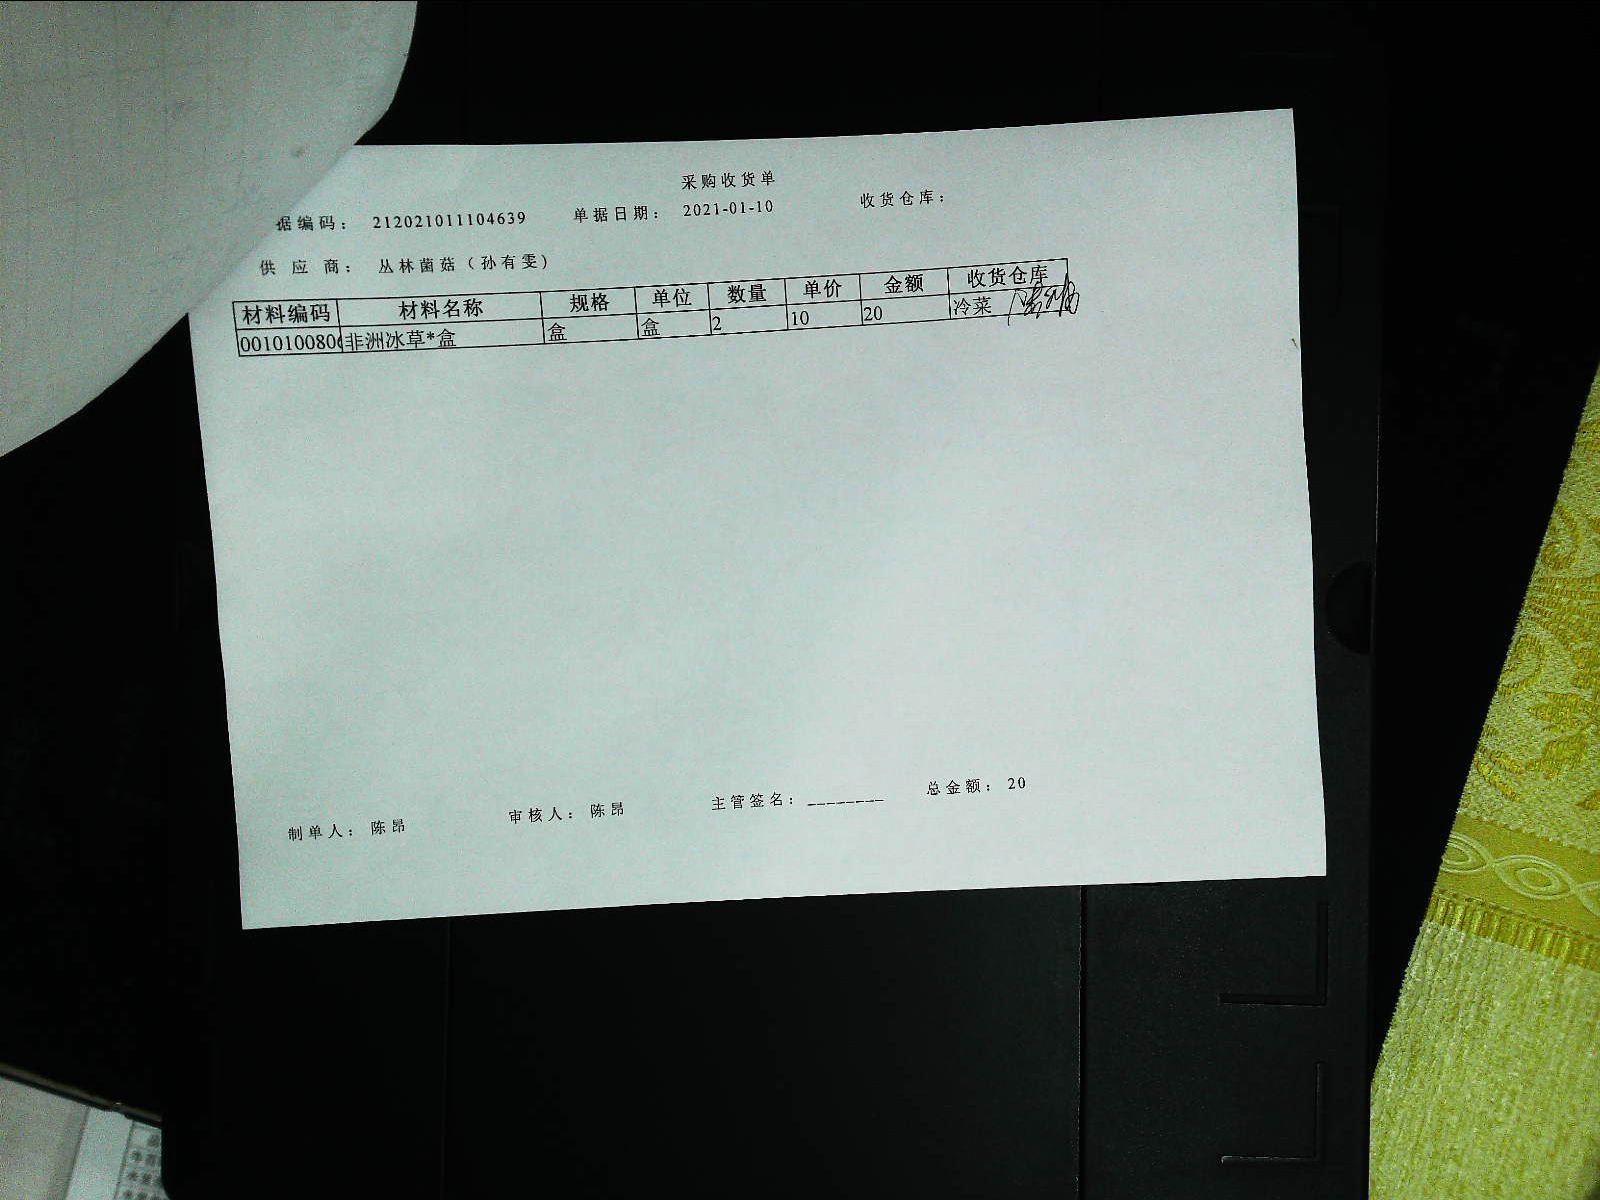 采购收货单
据编码： 212021011104639 单据日期： 2021-01-10 收货仓库：
供应商： 丛林菌菇（孙有雯）
材料编码 材料名称 规格 单位 数量 单价 金额 收货仓库
0010100806 非洲冰草*盒 盒 盒 2 10 20 冷菜
制单人： 陈昂 审核人： 陈昂 主管签名：________ 总金额： 20